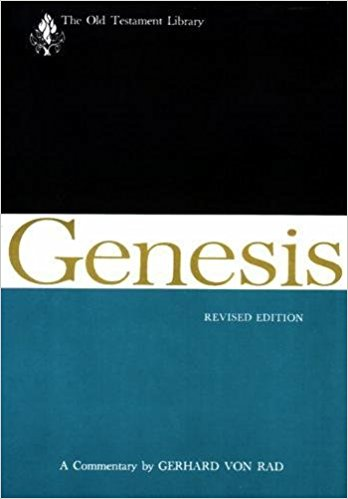 The Old Testament Library
Genesis
REVISED EDITION
A Commentary by GERHARD VON RAD